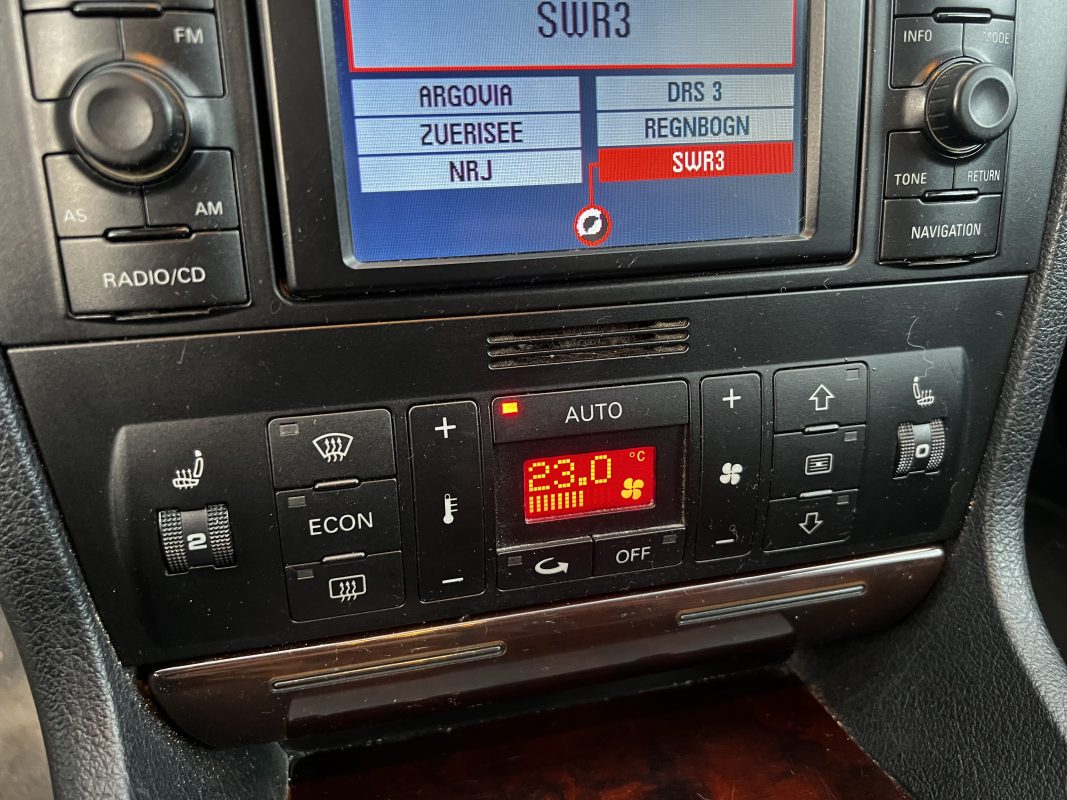 SWR3
ARGOVIA
ZUERISEE
NRJ
DRS 3
REGNBOGN
SWR3
FM
AS
AM
RADIO/CD
INFO
MODE
TONE
RETURN
NAVIGATION
AUTO
23.0 °C
ECON
OFF
2
0